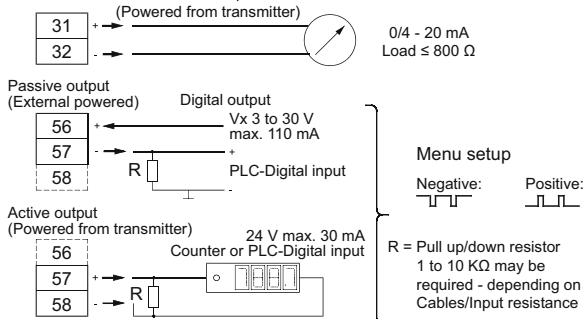 (Powered from transmitter)
31 +
32 -
0/4 - 20 mA
Load ≤ 800 Ω
Passive output
(External powered)
Digital output
56 +
57 -
58
Vx 3 to 30 V
max. 110 mA
+
R
PLC-Digital input
-
Active output
(Powered from transmitter)
56
57 +
58 -
24 V max. 30 mA
Counter or PLC-Digital input
R
Menu setup
Negative:
Positive:
R = Pull up/down resistor
1 to 10 KΩ may be
required - depending on
Cables/Input resistance